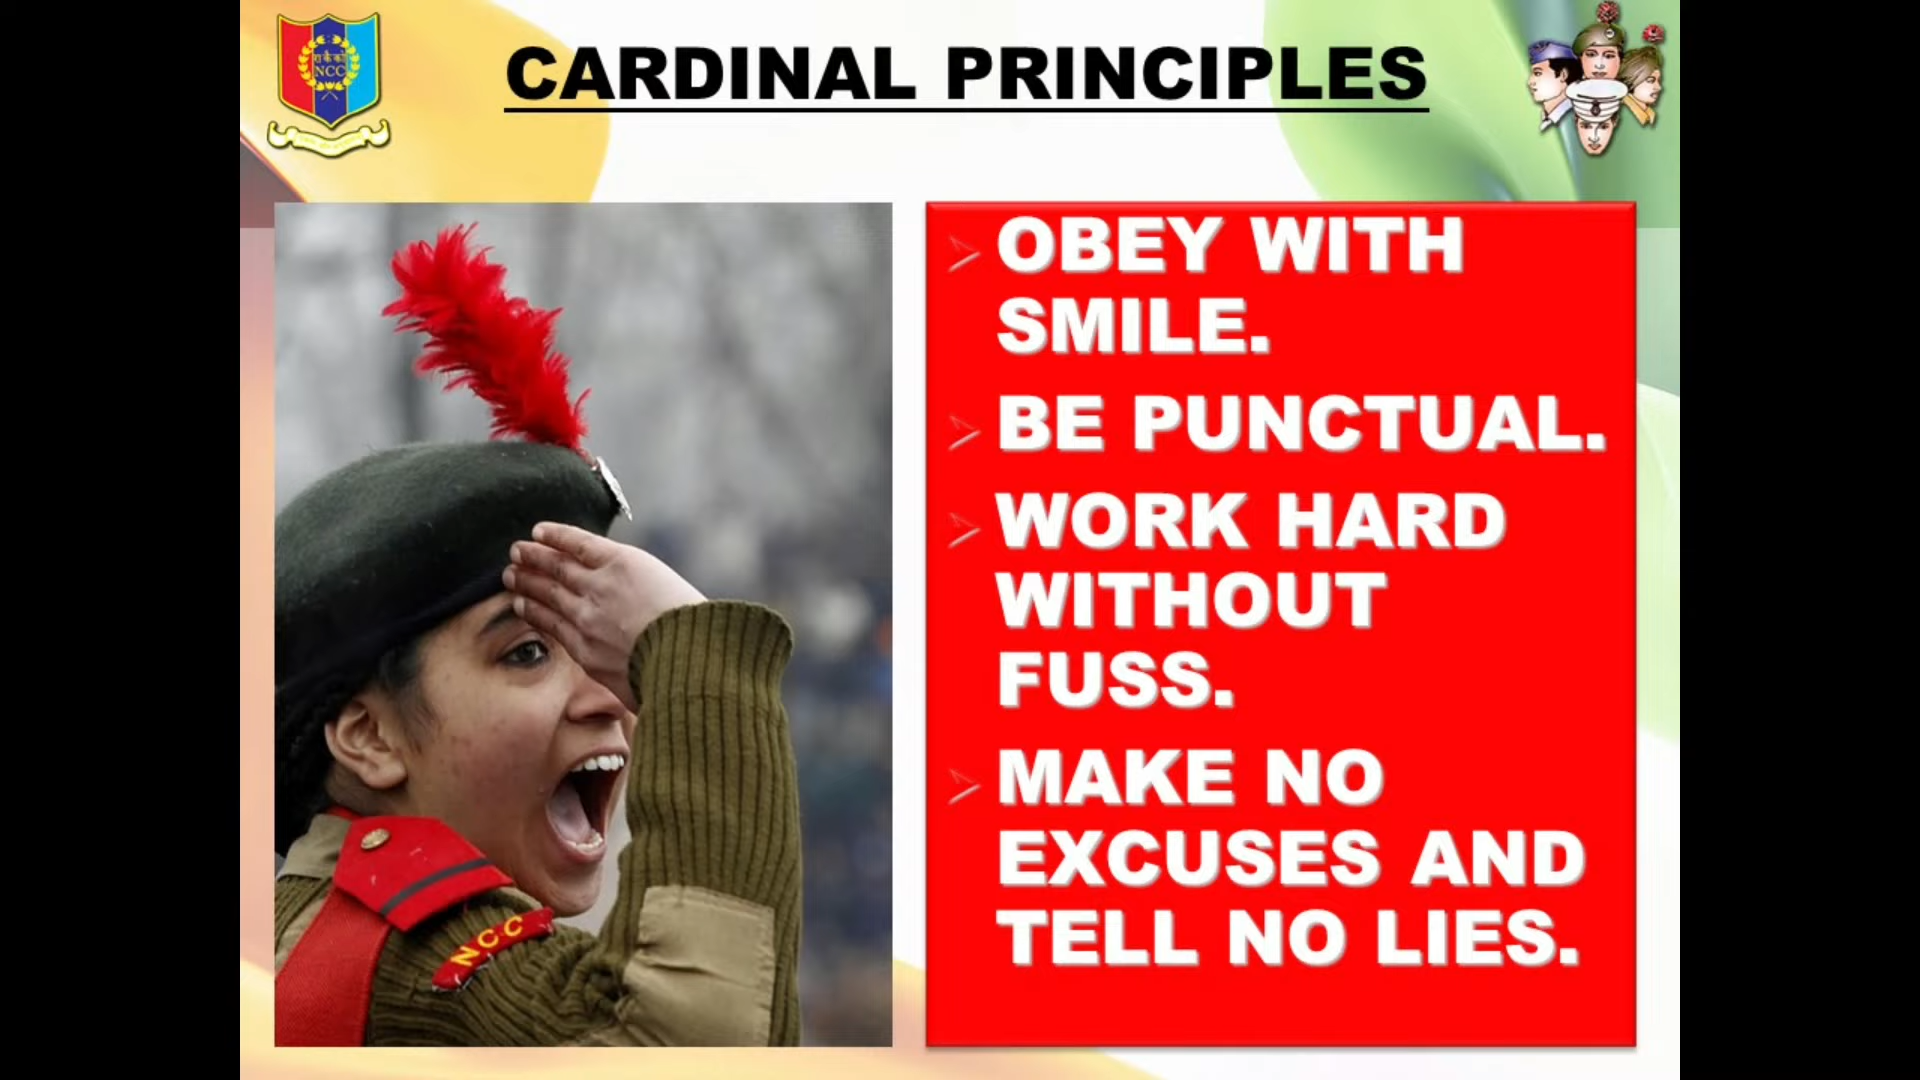 CARDINAL PRINCIPLES
रा के को
NCC
OBEY WITH
SMILE.
BE PUNCTUAL.
WORK HARD
WITHOUT
FUSS.
MAKE NO
EXCUSES AND
TELL NO LIES.
NCC